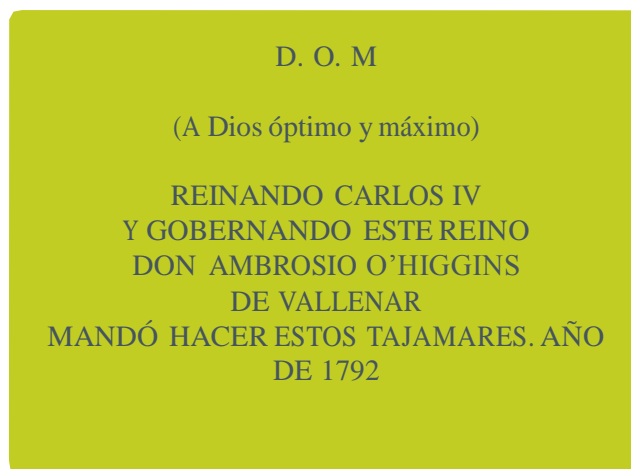 D. O. M
(A Dios óptimo y máximo)
REINANDO CARLOS IV
Y GOBERNANDO ESTE REINO
DON AMBROSIO O’HIGGINS
DE VALLENAR
MANDÓ HACER ESTOS TAJAMARES. AÑO
DE 1792